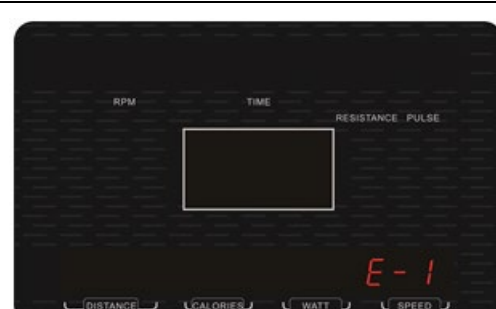 RPM TIME
RESISTANCE PULSE
E-1
DISTANCE CALORIES WATT SPEED